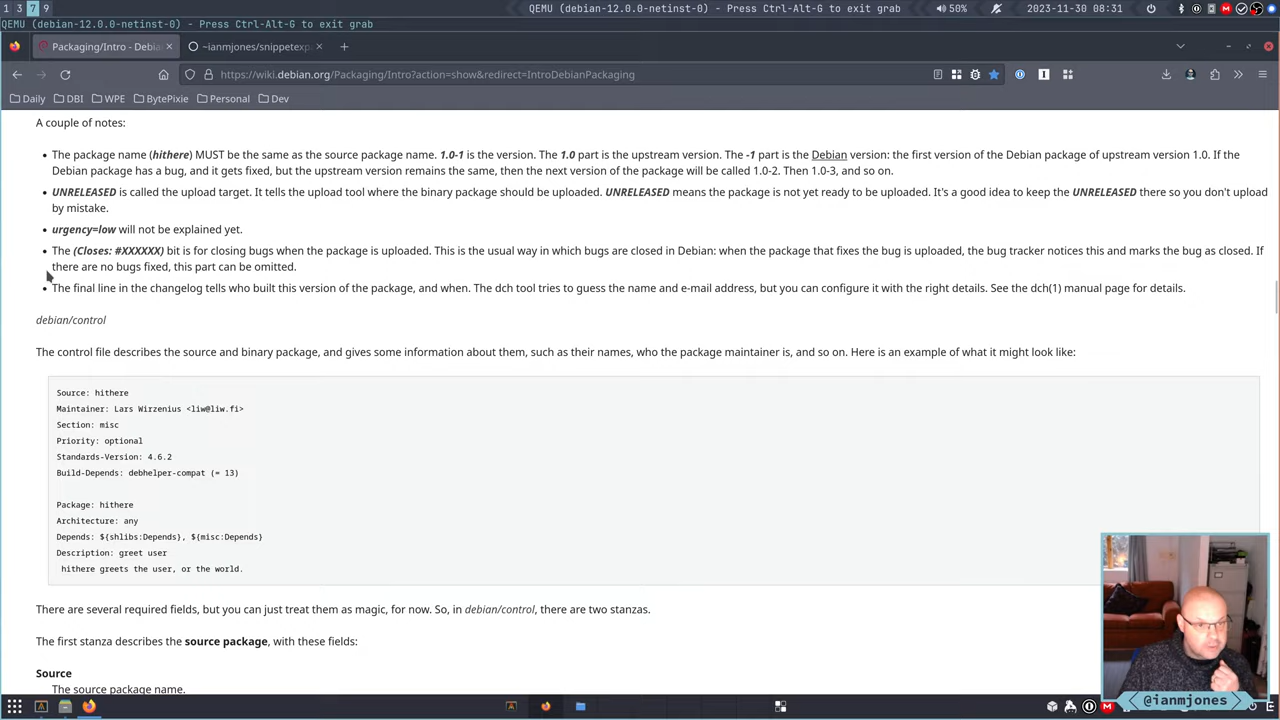 1 3 7 9
QEMU (debian-12.0.0-netinst-0) - Press Ctrl-Alt-G to exit grab
50%
2023-11-30 08:31
QEMU (debian-12.0.0-netinst-0) - Press Ctrl-Alt-G to exit grab
Packaging/Intro - Debia
~ianmjones/snippetexp
https://wiki.debian.org/Packaging/Intro?action=show&redirect=IntroDebianPackaging
Daily DBI WPE BytePixie Personal Dev
A couple of notes:
The package name (hithere) MUST be the same as the source package name. 1.0-1 is the version. The 1.0 part is the upstream version. The -1 part is the Debian version: the first version of the Debian package of upstream version 1.0. If the
Debian package has a bug, and it gets fixed, but the upstream version remains the same, then the next version of the package will be called 1.0-2. Then 1.0-3, and so on.
UNRELEASED is called the upload target. It tells the upload tool where the binary package should be uploaded. UNRELEASED means the package is not yet ready to be uploaded. It's a good idea to keep the UNRELEASED there so you don't upload
by mistake.
urgency=low will not be explained yet.
The (Closes: #XXXXXX) bit is for closing bugs when the package is uploaded. This is the usual way in which bugs are closed in Debian: when the package that fixes the bug is uploaded, the bug tracker notices this and marks the bug as closed. If
there are no bugs fixed, this part can be omitted.
The final line in the changelog tells who built this version of the package, and when. The dch tool tries to guess the name and e-mail address, but you can configure it with the right details. See the dch(1) manual page for details.
debian/control
The control file describes the source and binary package, and gives some information about them, such as their names, who the package maintainer is, and so on. Here is an example of what it might look like:
Source: hithere
Maintainer: Lars Wirzenius <liw@liw.fi>
Section: misc
Priority: optional
Standards-Version: 4.6.2
Build-Depends: debhelper-compat (= 13)
Package: hithere
Architecture: any
Depends: ${shlibs:Depends}, ${misc:Depends}
Description: greet user
hithere greets the user, or the world.
There are several required fields, but you can just treat them as magic, for now. So, in debian/control, there are two stanzas.
The first stanza describes the source package, with these fields:
Source
The source package name.
@ianmjones